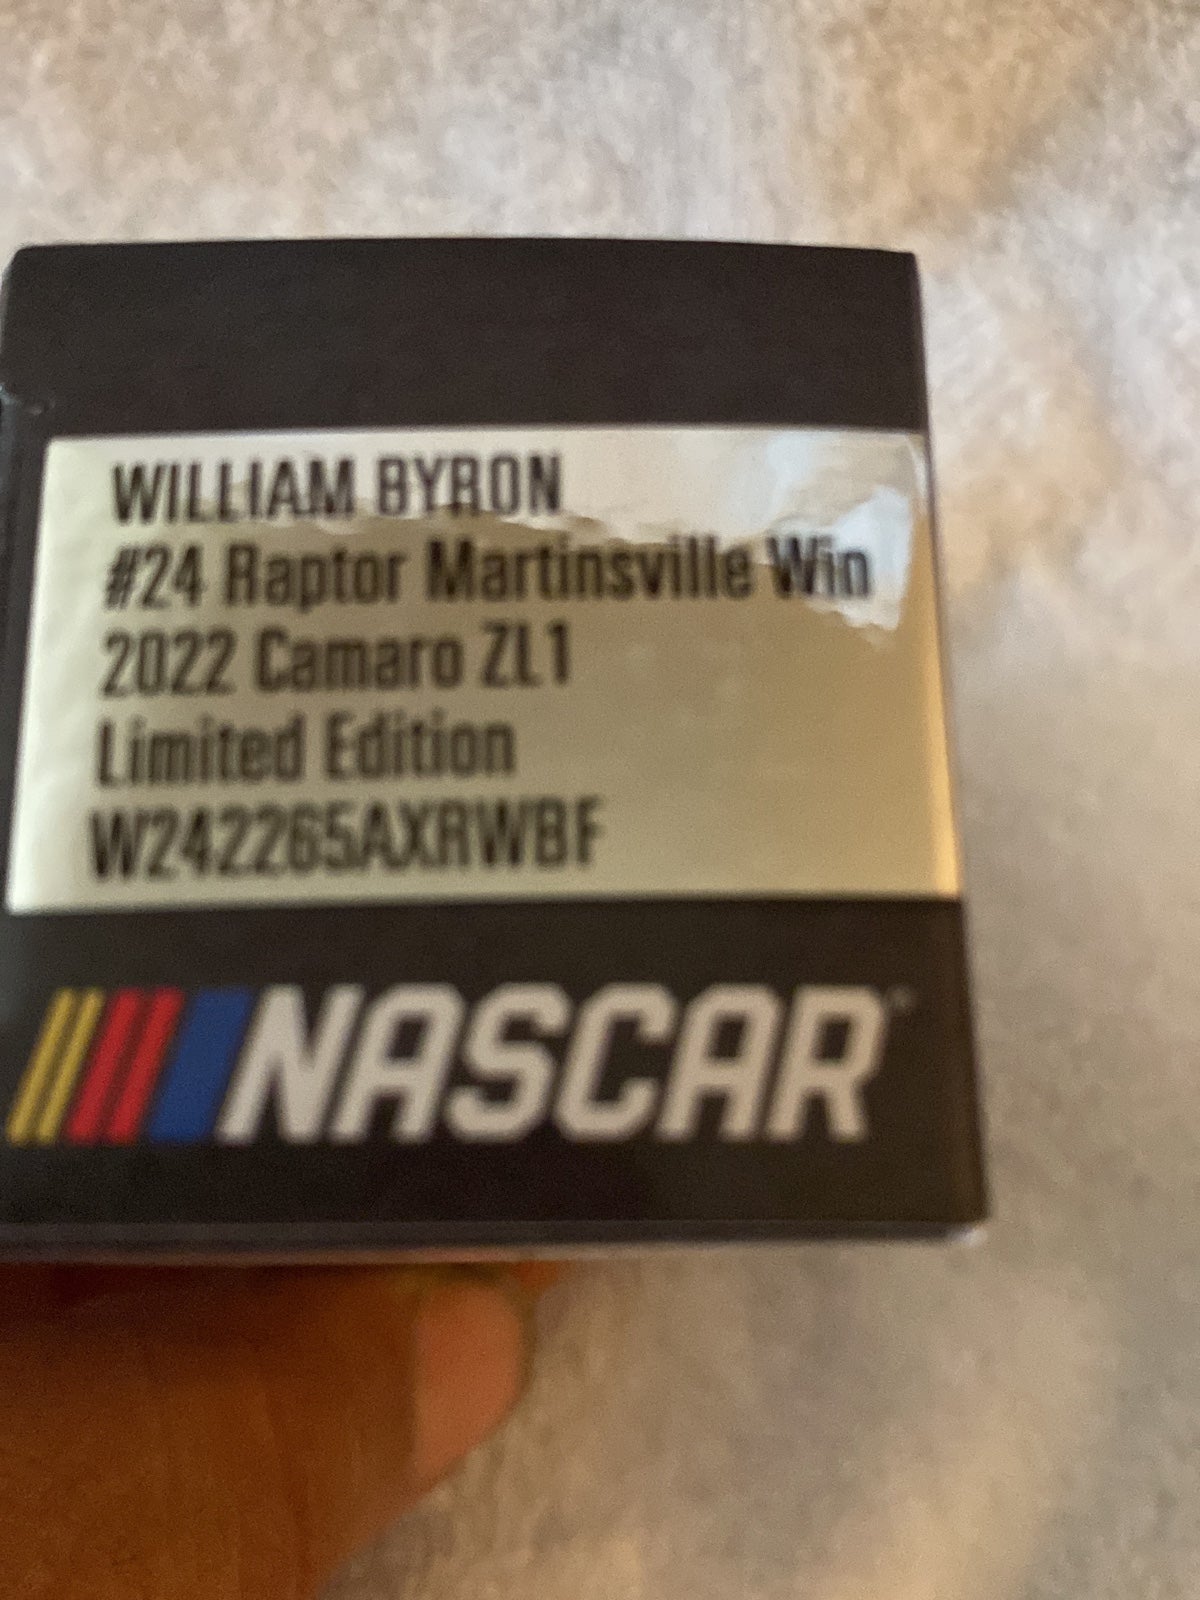 WILLIAM BYRON
#24 Raptor Martinsville Win
2022 Camaro ZL1
Limited Edition
W242265AXRWBF
NASCAR